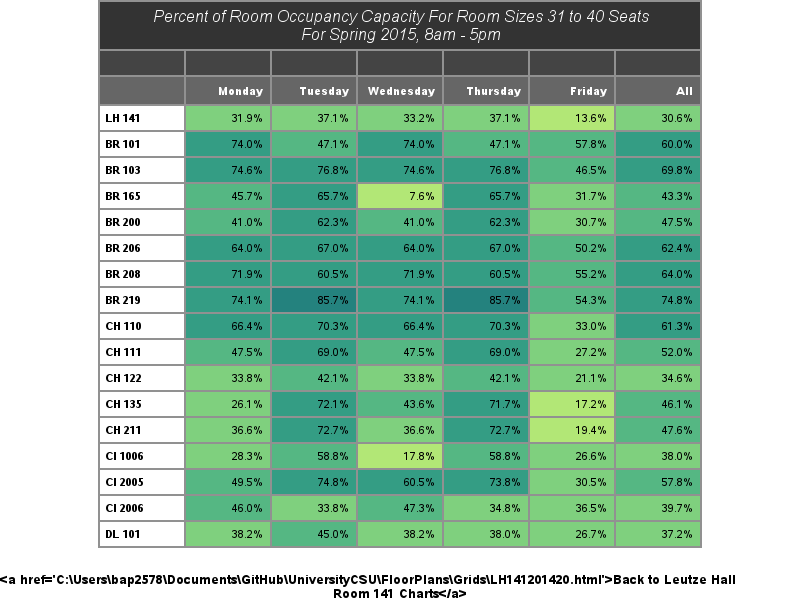 Percent of Room Occupancy Capacity For Room Sizes 31 to 40 Seats
For Spring 2015, 8am - 5pm
Monday Tuesday Wednesday Thursday Friday All
LH 141 31.9% 37.1% 33.2% 37.1% 13.6% 30.6%
BR 101 74.0% 47.1% 74.0% 47.1% 57.8% 60.0%
BR 103 74.6% 76.8% 74.6% 76.8% 46.5% 69.8%
BR 165 45.7% 65.7% 7.6% 65.7% 31.7% 43.3%
BR 200 41.0% 62.3% 41.0% 62.3% 30.7% 47.5%
BR 206 64.0% 67.0% 64.0% 67.0% 50.2% 62.4%
BR 208 71.9% 60.5% 71.9% 60.5% 55.2% 64.0%
BR 219 74.1% 85.7% 74.1% 85.7% 54.3% 74.8%
CH 110 66.4% 70.3% 66.4% 70.3% 33.0% 61.3%
CH 111 47.5% 69.0% 47.5% 69.0% 27.2% 52.0%
CH 122 33.8% 42.1% 33.8% 42.1% 21.1% 34.6%
CH 135 26.1% 72.1% 43.6% 71.7% 17.2% 46.1%
CH 211 36.6% 72.7% 36.6% 72.7% 19.4% 47.6%
CI 1006 28.3% 58.8% 17.8% 58.8% 26.6% 38.0%
CI 2005 49.5% 74.8% 60.5% 73.8% 30.5% 57.8%
CI 2006 46.0% 33.8% 47.3% 34.8% 36.5% 39.7%
DL 101 38.2% 45.0% 38.2% 38.0% 26.7% 37.2%
<a href='C:\Users\bap2578\Documents\GitHub\UniversityCSU\FloorPlans\Grids\LH141201420.html'>Back to Leutze Hall
Room 141 Charts</a>